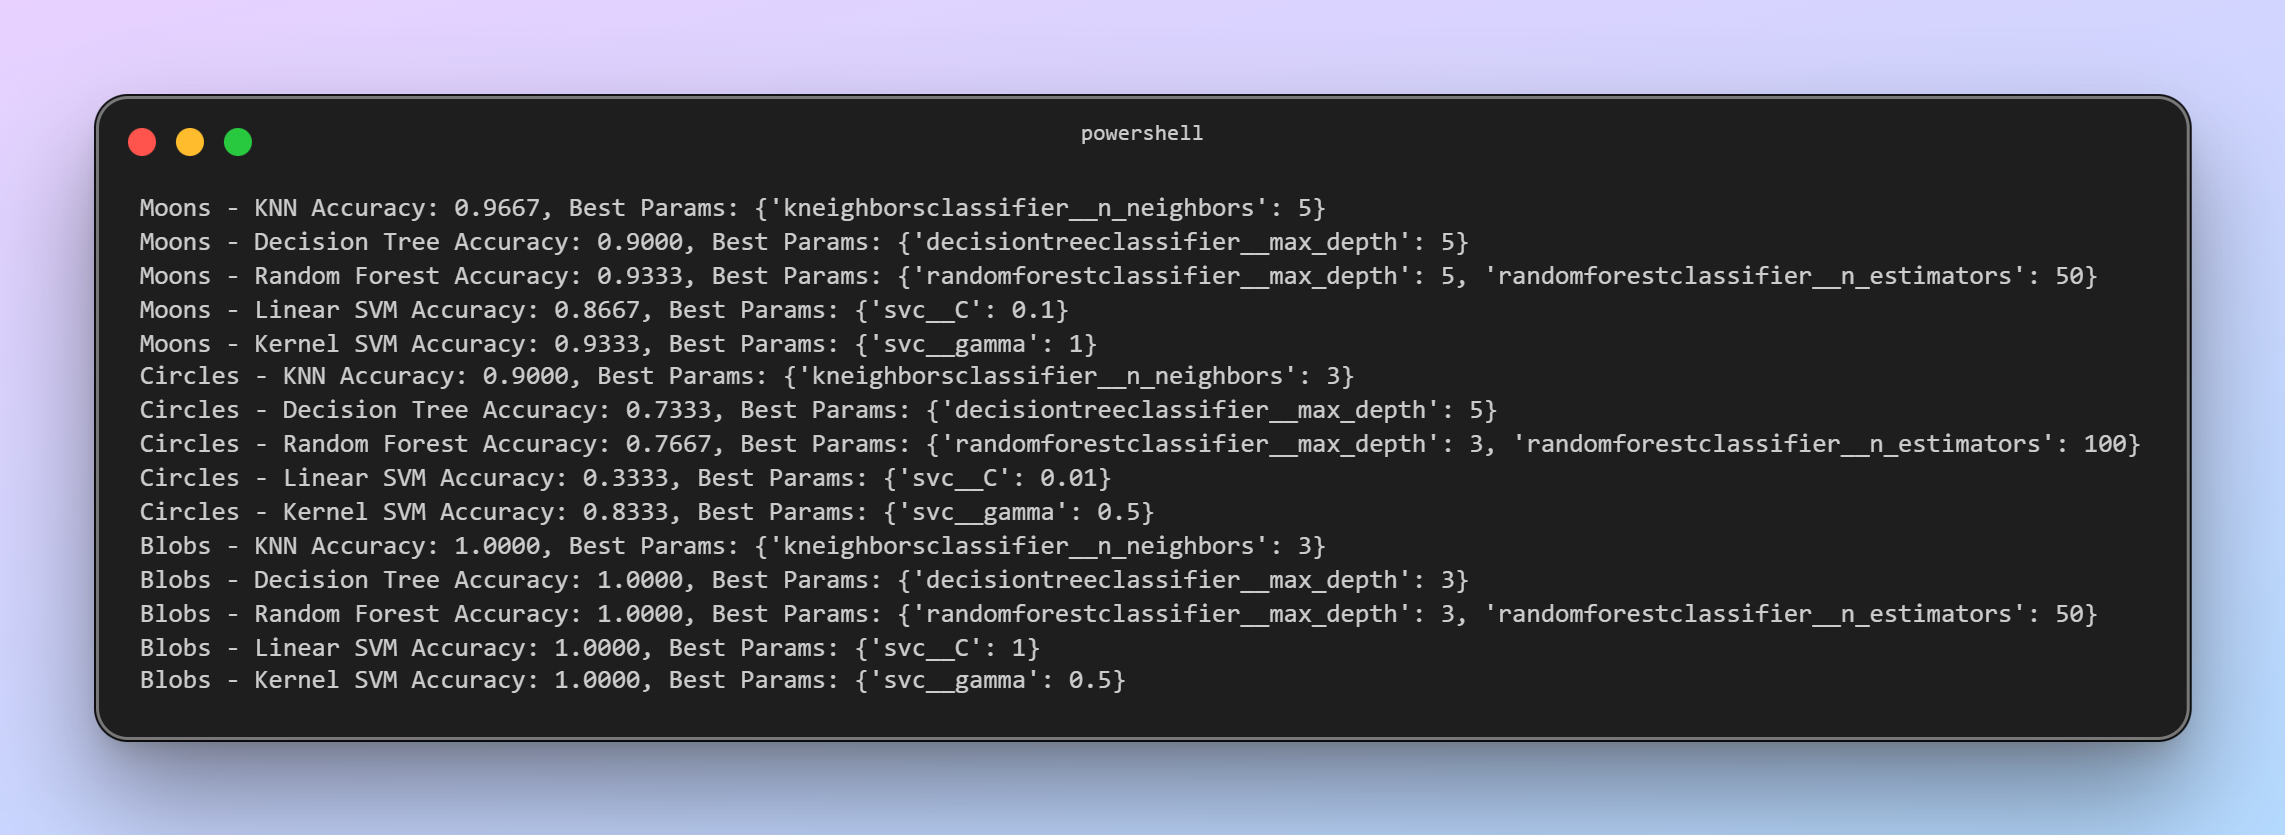 powershell
Moons - KNN Accuracy: 0.9667, Best Params: {'kneighborsclassifier__n_neighbors': 5}
Moons - Decision Tree Accuracy: 0.9000, Best Params: {'decisiontreeclassifier__max_depth': 5}
Moons - Random Forest Accuracy: 0.9333, Best Params: {'randomforestclassifier__max_depth': 5, 'randomforestclassifier__n_estimators': 50}
Moons - Linear SVM Accuracy: 0.8667, Best Params: {'svc__C': 0.1}
Moons - Kernel SVM Accuracy: 0.9333, Best Params: {'svc__gamma': 1}
Circles - KNN Accuracy: 0.9000, Best Params: {'kneighborsclassifier__n_neighbors': 3}
Circles - Decision Tree Accuracy: 0.7333, Best Params: {'decisiontreeclassifier__max_depth': 5}
Circles - Random Forest Accuracy: 0.7667, Best Params: {'randomforestclassifier__max_depth': 3, 'randomforestclassifier__n_estimators': 100}
Circles - Linear SVM Accuracy: 0.3333, Best Params: {'svc__C': 0.01}
Circles - Kernel SVM Accuracy: 0.8333, Best Params: {'svc__gamma': 0.5}
Blobs - KNN Accuracy: 1.0000, Best Params: {'kneighborsclassifier__n_neighbors': 3}
Blobs - Decision Tree Accuracy: 1.0000, Best Params: {'decisiontreeclassifier__max_depth': 3}
Blobs - Random Forest Accuracy: 1.0000, Best Params: {'randomforestclassifier__max_depth': 3, 'randomforestclassifier__n_estimators': 50}
Blobs - Linear SVM Accuracy: 1.0000, Best Params: {'svc__C': 1}
Blobs - Kernel SVM Accuracy: 1.0000, Best Params: {'svc__gamma': 0.5}